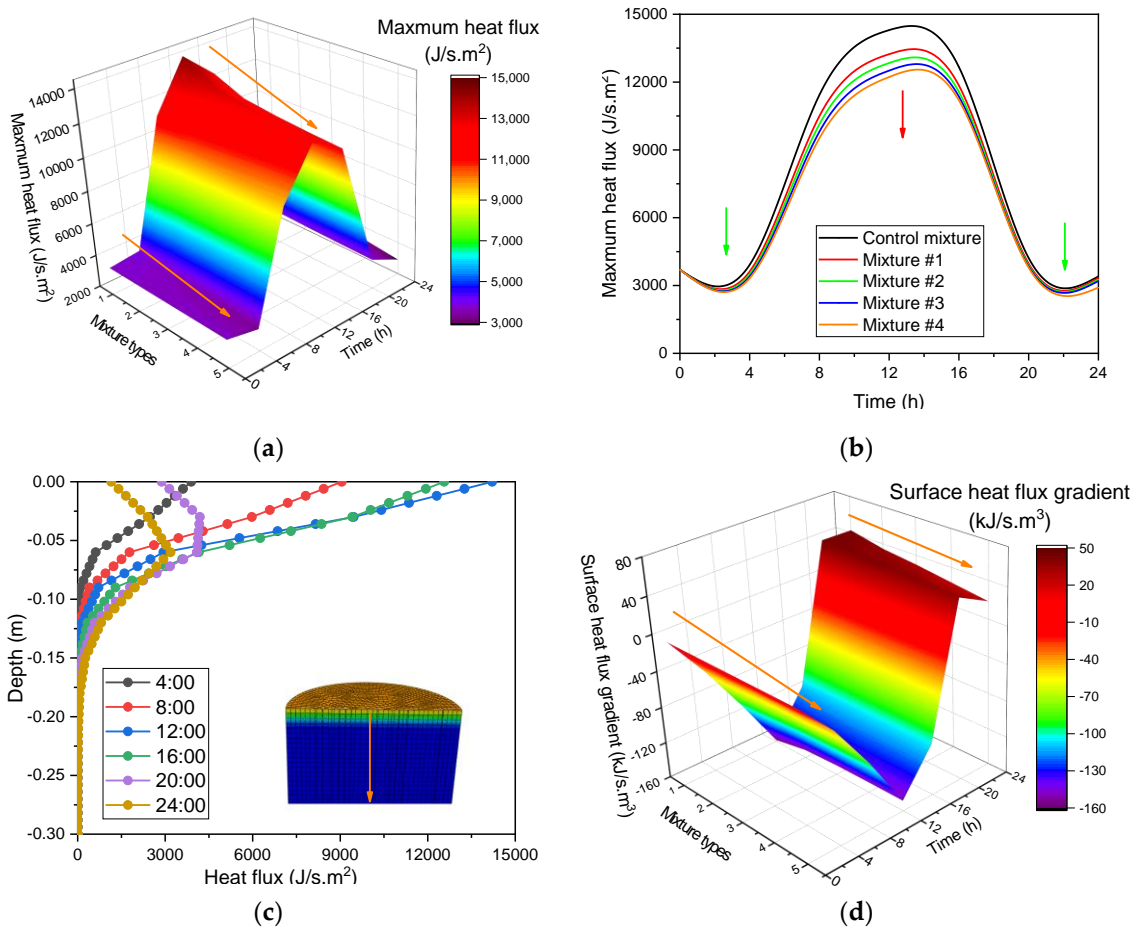 Maxmum heat flux
(J/s.m²)
15,000
13,000
11,000
9,000
7,000
5,000
3,000
Maxmum heat flux (J/s.m²)
14000
12000
10000
8000
6000
4000
2000
1
2
3
4
5
Mixture types
0
4
8
12
16
20
24
Time (h)
(a)
Maxmum heat flux (J/s.m²)
15000
12000
9000
6000
3000
0
Control mixture
Mixture #1
Mixture #2
Mixture #3
Mixture #4
0 4 8 12 16 20 24
Time (h)
(b)
Depth (m)
0.00
-0.05
-0.10
-0.15
-0.20
-0.25
-0.30
4:00
8:00
12:00
16:00
20:00
24:00
0 3000 6000 9000 12000 15000
Heat flux (J/s.m²)
(c)
Surface heat flux gradient
(kJ/s.m³)
50
20
-10
-40
-70
-100
-130
-160
Surface heat flux gradient (kJ/s.m³)
80
40
0
-40
-80
-120
-160
1
2
3
4
5
Mixture types
0
4
8
12
16
20
24
Time (h)
(d)